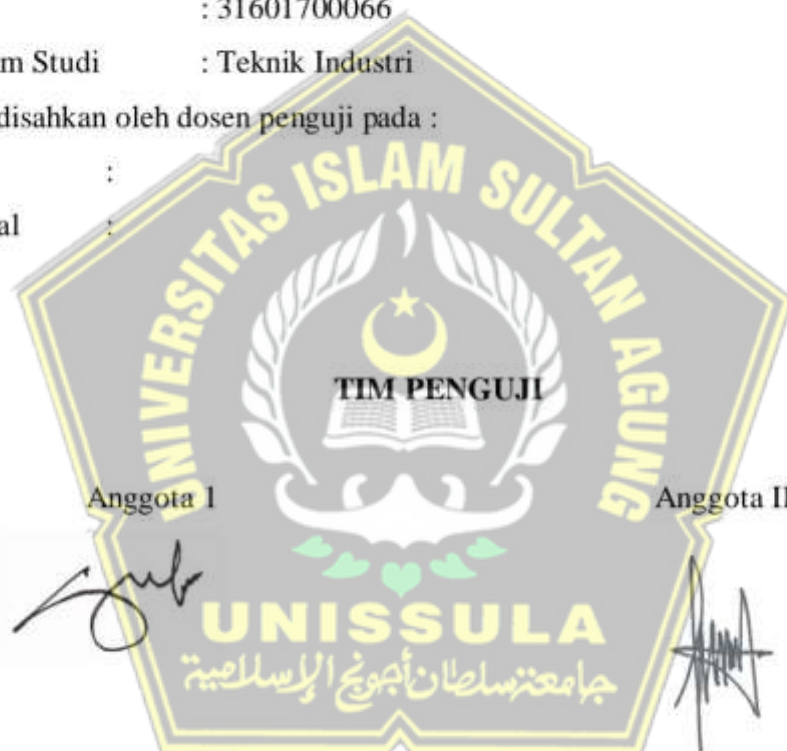 : 31601700066
m Studi : Teknik Industri
disahkan oleh dosen penguji pada :
:
al :
UNIVERSITAS ISLAM SULTAN AGUNG
TIM PENGUJI
Anggota 1 Anggota II
UNISSULA
جامعة سلطان أجونج الإسلامية